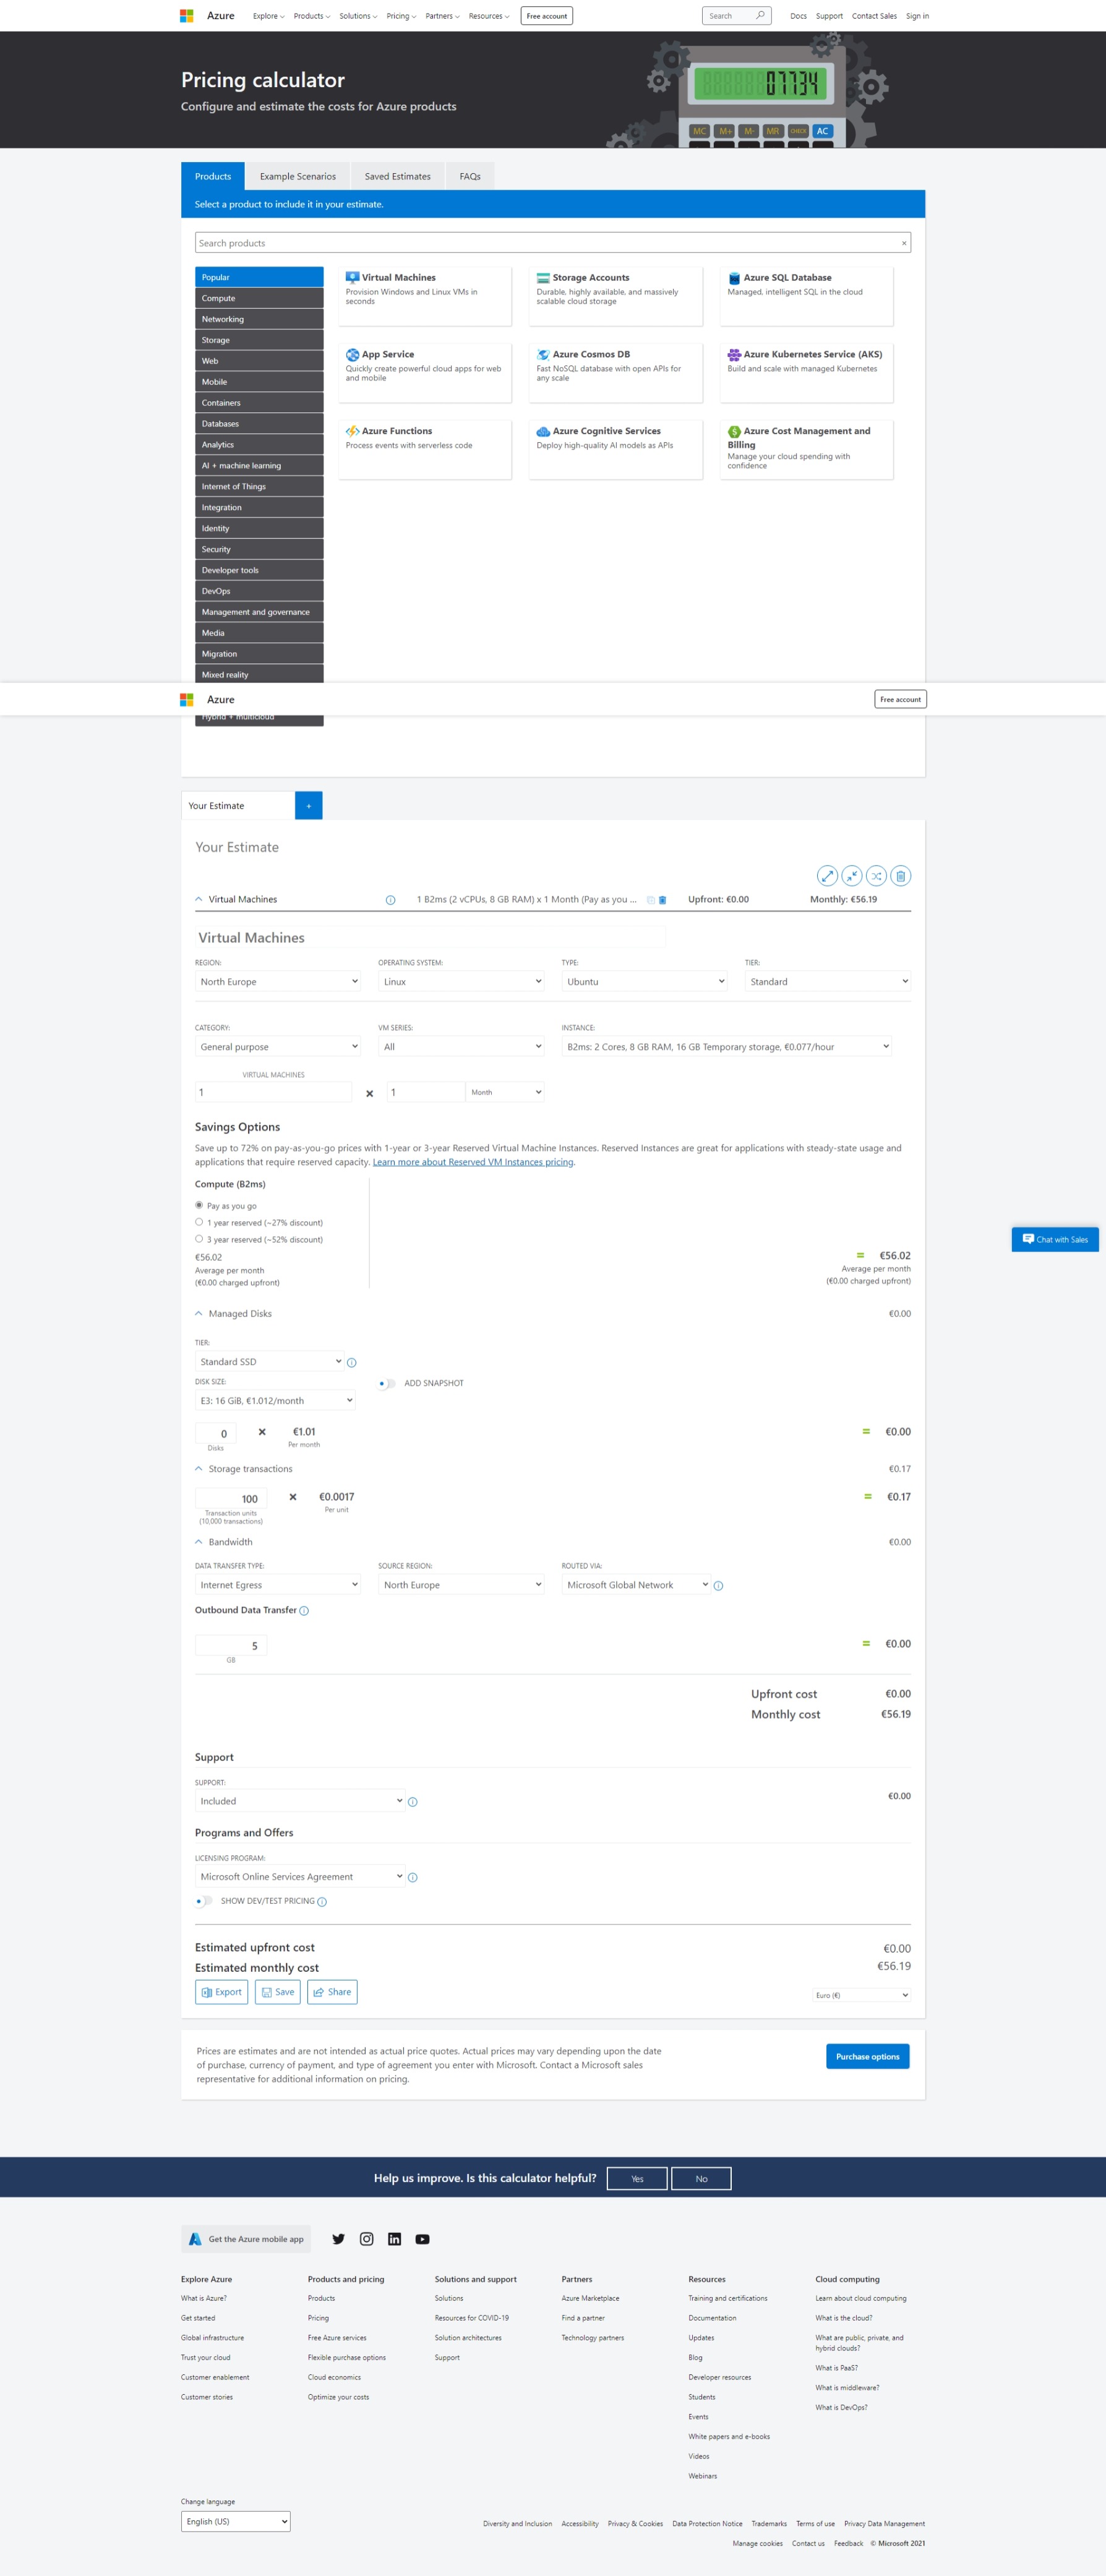 Azure Explore Products Solutions Pricing Partners Resources Free account Search Docs Support Contact Sales Sign in
Pricing calculator
Configure and estimate the costs for Azure products
07734
MC M+ M- MR CHECK AC
Products Example Scenarios Saved Estimates FAQs
Select a product to include it in your estimate.
Search products
Popular
Compute
Networking
Storage
Web
Mobile
Containers
Databases
Analytics
AI + machine learning
Internet of Things
Integration
Identity
Security
Developer tools
DevOps
Management and governance
Media
Migration
Mixed reality
Virtual Machines
Provision Windows and Linux VMs in
seconds
Storage Accounts
Durable, highly available, and massively
scalable cloud storage
Azure SQL Database
Managed, intelligent SQL in the cloud
App Service
Quickly create powerful cloud apps for web
and mobile
Azure Cosmos DB
Fast NoSQL database with open APIs for
any scale
Azure Kubernetes Service (AKS)
Build and scale with managed Kubernetes
Azure Functions
Process events with serverless code
Azure Cognitive Services
Deploy high-quality AI models as APIs
Azure Cost Management and
Billing
Manage your cloud spending with
confidence
Azure Free account
Hybrid + multicloud
Your Estimate +
Your Estimate
Virtual Machines 1 B2ms (2 vCPUs, 8 GB RAM) x 1 Month (Pay as you ... Upfront: €0.00 Monthly: €56.19
Virtual Machines
REGION: OPERATING SYSTEM: TYPE: TIER:
North Europe Linux Ubuntu Standard
CATEGORY: VM SERIES: INSTANCE:
General purpose All B2ms: 2 Cores, 8 GB RAM, 16 GB Temporary storage, €0.077/hour
VIRTUAL MACHINES
1 × 1 Month
Savings Options
Save up to 72% on pay-as-you-go prices with 1-year or 3-year Reserved Virtual Machine Instances. Reserved Instances are great for applications with steady-state usage and
applications that require reserved capacity. Learn more about Reserved VM Instances pricing.
Compute (B2ms)
Pay as you go
1 year reserved (~27% discount)
3 year reserved (~52% discount)
€56.02
Average per month
(€0.00 charged upfront)
= €56.02
Average per month
(€0.00 charged upfront)
Chat with Sales
Managed Disks €0.00
TIER:
Standard SSD
DISK SIZE:
E3: 16 GiB, €1.012/month
ADD SNAPSHOT
0 × €1.01 = €0.00
Disks Per month
Storage transactions €0.17
100 × €0.0017 = €0.17
Transaction units Per unit
(10,000 transactions)
Bandwidth €0.00
DATA TRANSFER TYPE: SOURCE REGION: ROUTED VIA:
Internet Egress North Europe Microsoft Global Network
Outbound Data Transfer
5 = €0.00
GB
Upfront cost €0.00
Monthly cost €56.19
Support
SUPPORT:
Included €0.00
Programs and Offers
LICENSING PROGRAM:
Microsoft Online Services Agreement
SHOW DEV/TEST PRICING
Estimated upfront cost €0.00
Estimated monthly cost €56.19
Export Save Share Euro (€)
Prices are estimates and are not intended as actual price quotes. Actual prices may vary depending upon the date
of purchase, currency of payment, and type of agreement you enter with Microsoft. Contact a Microsoft sales
representative for additional information on pricing.
Purchase options
Help us improve. Is this calculator helpful? Yes No
Get the Azure mobile app
Explore Azure
What is Azure?
Get started
Global infrastructure
Trust your cloud
Customer enablement
Customer stories
Products and pricing
Products
Pricing
Free Azure services
Flexible purchase options
Cloud economics
Optimize your costs
Solutions and support
Solutions
Resources for COVID-19
Solution architectures
Support
Partners
Azure Marketplace
Find a partner
Technology partners
Resources
Training and certifications
Documentation
Updates
Blog
Developer resources
Students
Events
White papers and e-books
Videos
Webinars
Cloud computing
Learn about cloud computing
What is the cloud?
What are public, private, and
hybrid clouds?
What is PaaS?
What is middleware?
What is DevOps?
Change language
English (US)
Diversity and Inclusion Accessibility Privacy & Cookies Data Protection Notice Trademarks Terms of use Privacy Data Management
Manage cookies Contact us Feedback © Microsoft 2021